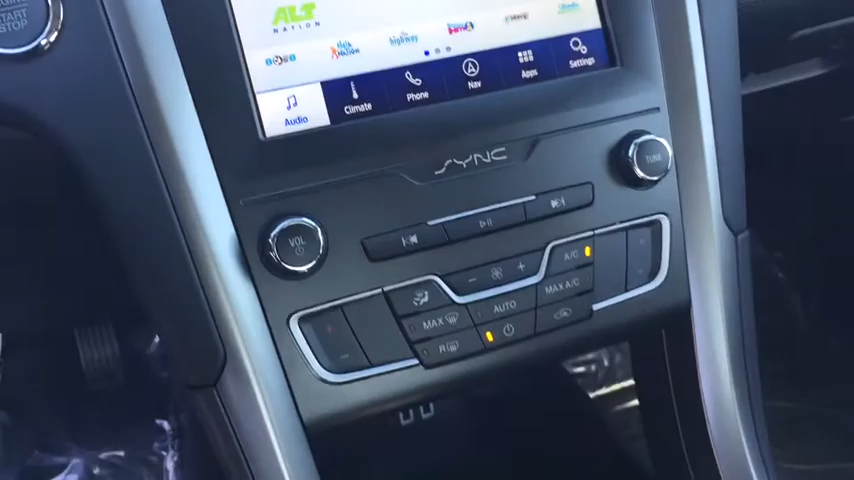 START
STOP
ALT
NATION
highway
Audio
Climate
Phone
Nav
Apps
Settings
SYNC
VOL
TUNE
A/C
MAX
AUTO
MAX A/C
R